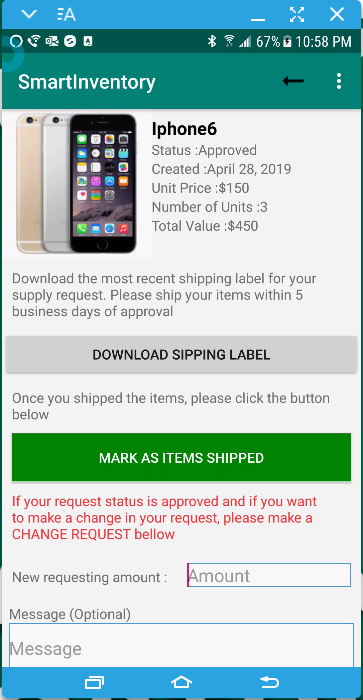 67% 10:58 PM
SmartInventory
Iphone6
Status :Approved
Created :April 28, 2019
Unit Price :$150
Number of Units :3
Total Value :$450
Download the most recent shipping label for your
supply request. Please ship your items within 5
business days of approval
DOWNLOAD SIPPING LABEL
Once you shipped the items, please click the button
below
MARK AS ITEMS SHIPPED
If your request status is approved and if you want
to make a change in your request, please make a
CHANGE REQUEST bellow
New requesting amount : Amount
Message (Optional)
Message